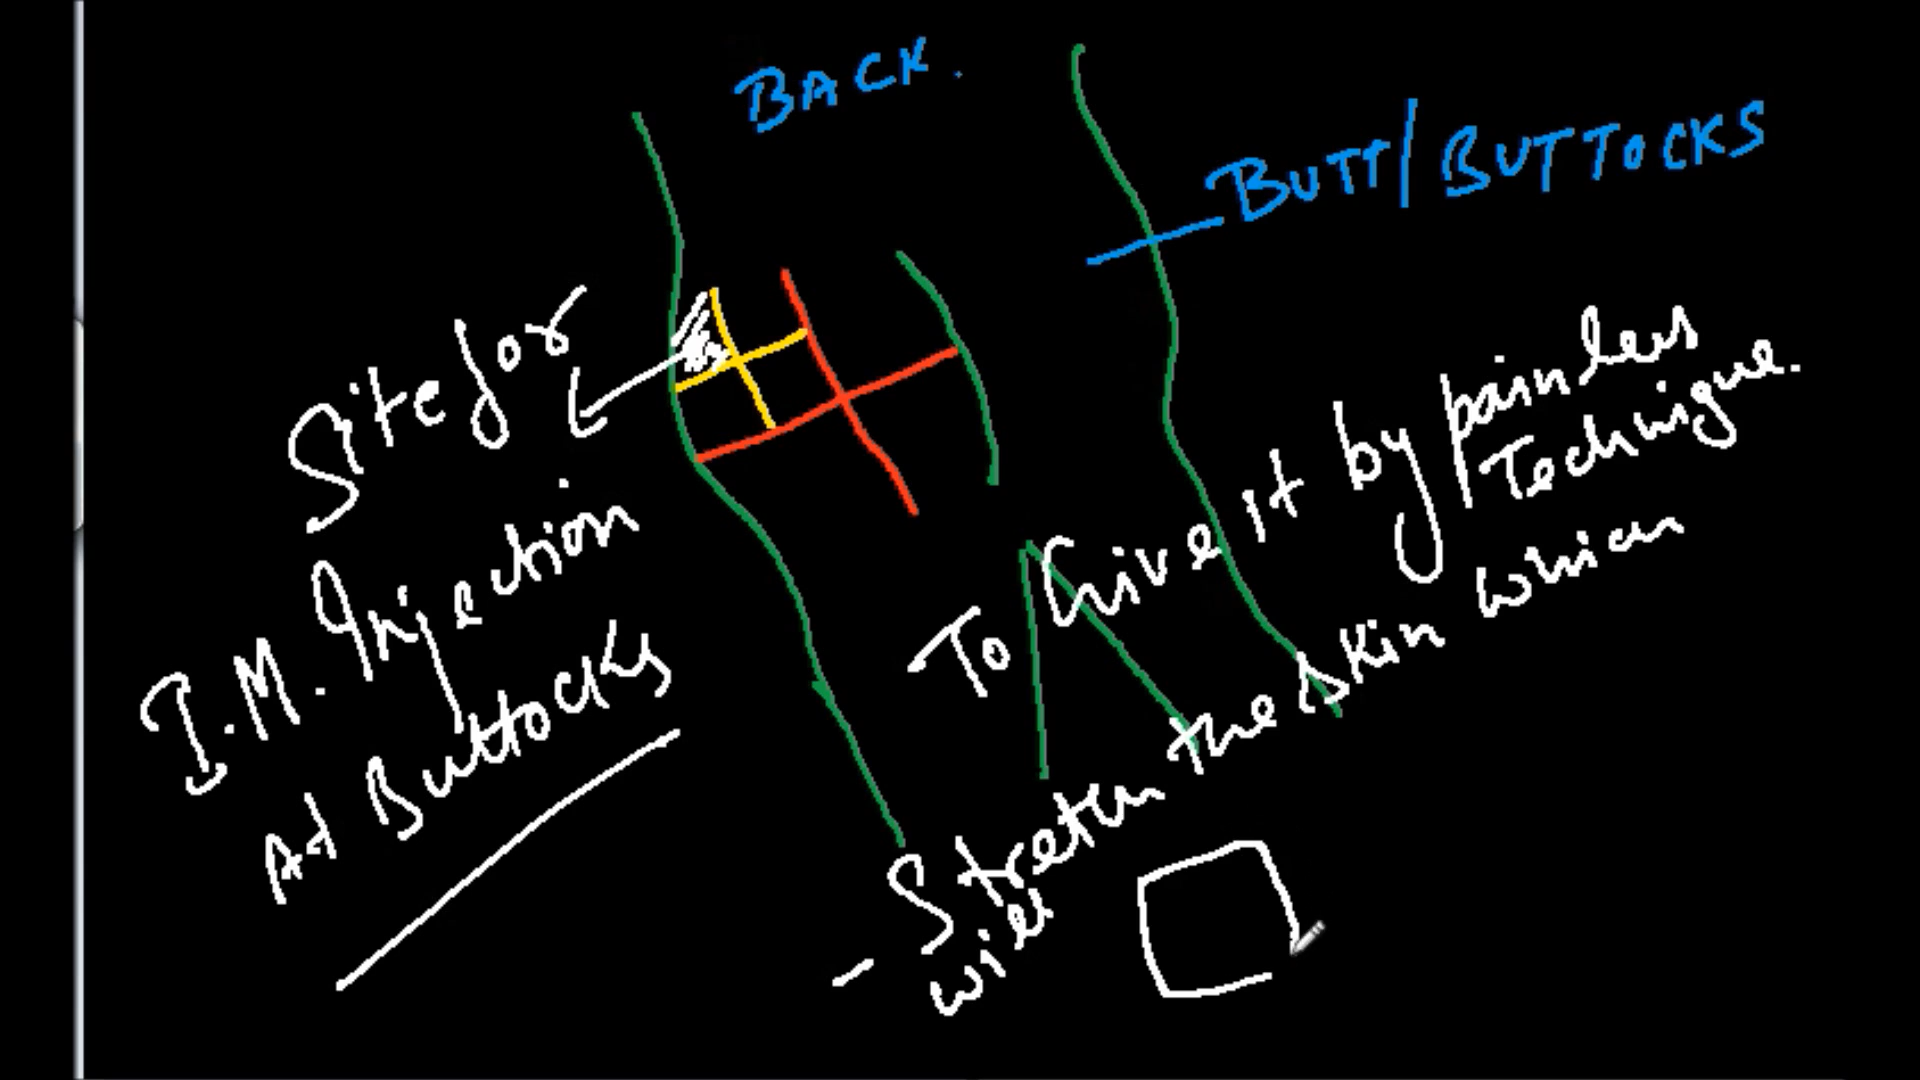 BACK.
BUTT/BUTTOCKS
Site for
I.M. Injection
At Buttocks
To Give it by painless
Technique.
- Stretch the skin which
will